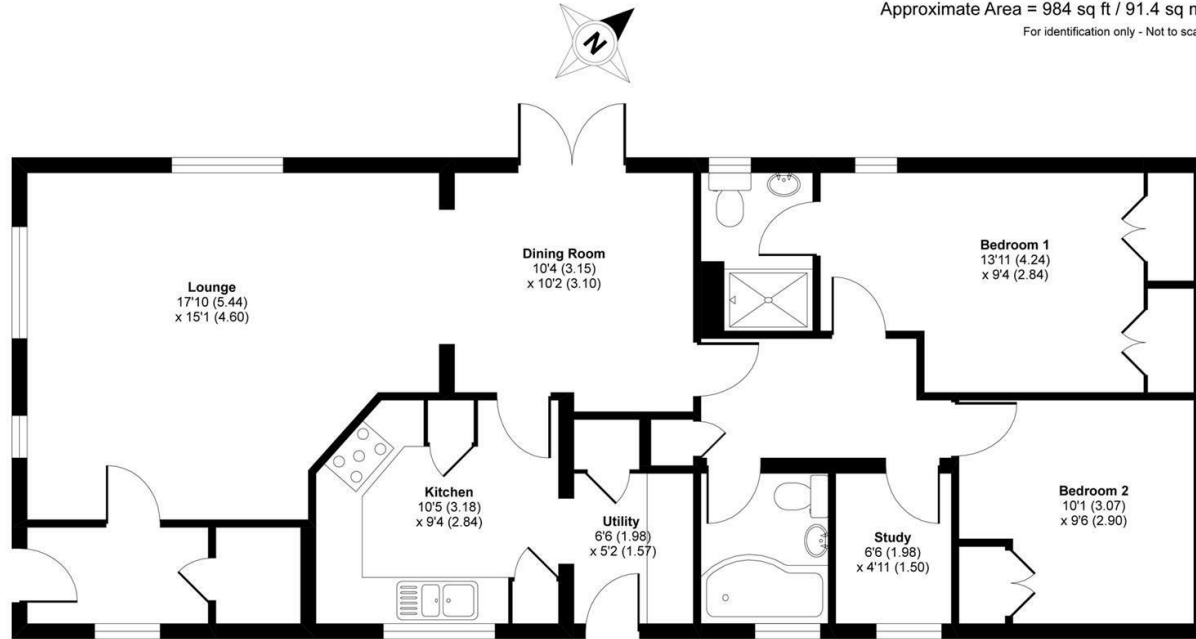 Approximate Area = 984 sq ft / 91.4 sq m
For identification only - Not to sca
N
Lounge
17'10 (5.44)
x 15'1 (4.60)
Dining Room
10'4 (3.15)
x 10'2 (3.10)
Bedroom 1
13'11 (4.24)
x 9'4 (2.84)
Kitchen
10'5 (3.18)
x 9'4 (2.84)
Utility
6'6 (1.98)
x 5'2 (1.57)
Study
6'6 (1.98)
x 4'11 (1.50)
Bedroom 2
10'1 (3.07)
x 9'6 (2.90)